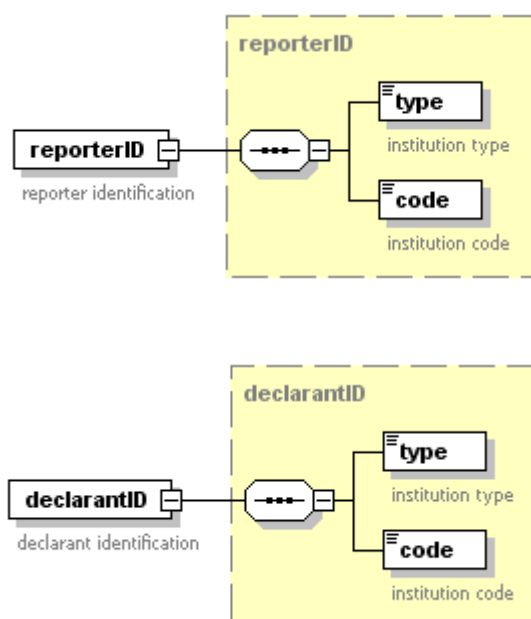 reporterID
type
institution type
reporterID
reporter identification
code
institution code
declarantID
type
institution type
declarantID
declarant identification
code
institution code